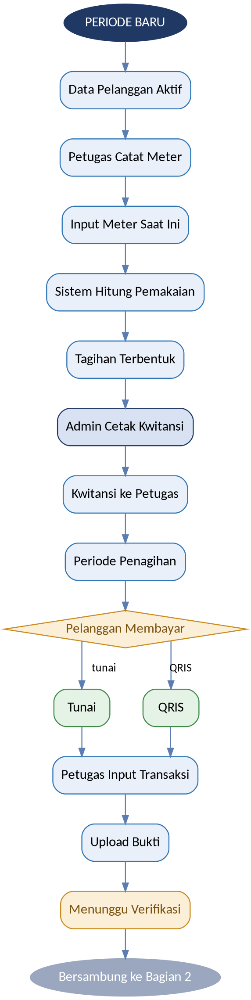 PERIODE BARU
Data Pelanggan Aktif
Petugas Catat Meter
Input Meter Saat Ini
Sistem Hitung Pemakaian
Tagihan Terbentuk
Admin Cetak Kwitansi
Kwitansi ke Petugas
Periode Penagihan
Pelanggan Membayar
tunai
QRIS
Tunai
QRIS
Petugas Input Transaksi
Upload Bukti
Menunggu Verifikasi
Bersambung ke Bagian 2